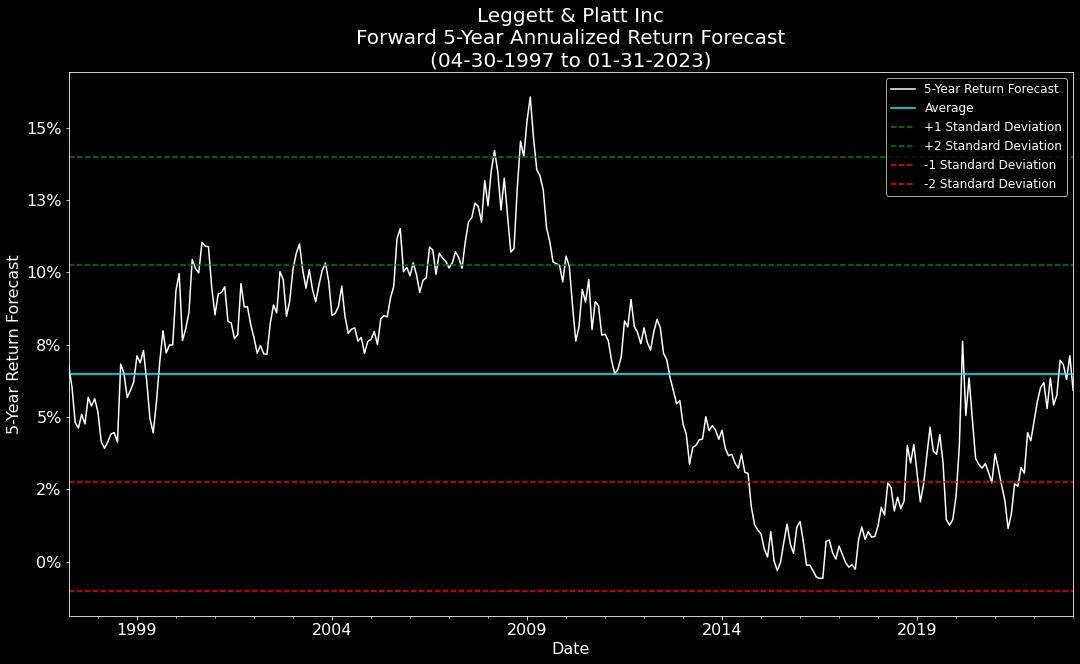 Leggett & Platt Inc
Forward 5-Year Annualized Return Forecast
(04-30-1997 to 01-31-2023)
5-Year Return Forecast
Average
+1 Standard Deviation
+2 Standard Deviation
-1 Standard Deviation
-2 Standard Deviation
5-Year Return Forecast
15%
13%
10%
8%
5%
2%
0%
1999
2004
2009
2014
2019
Date